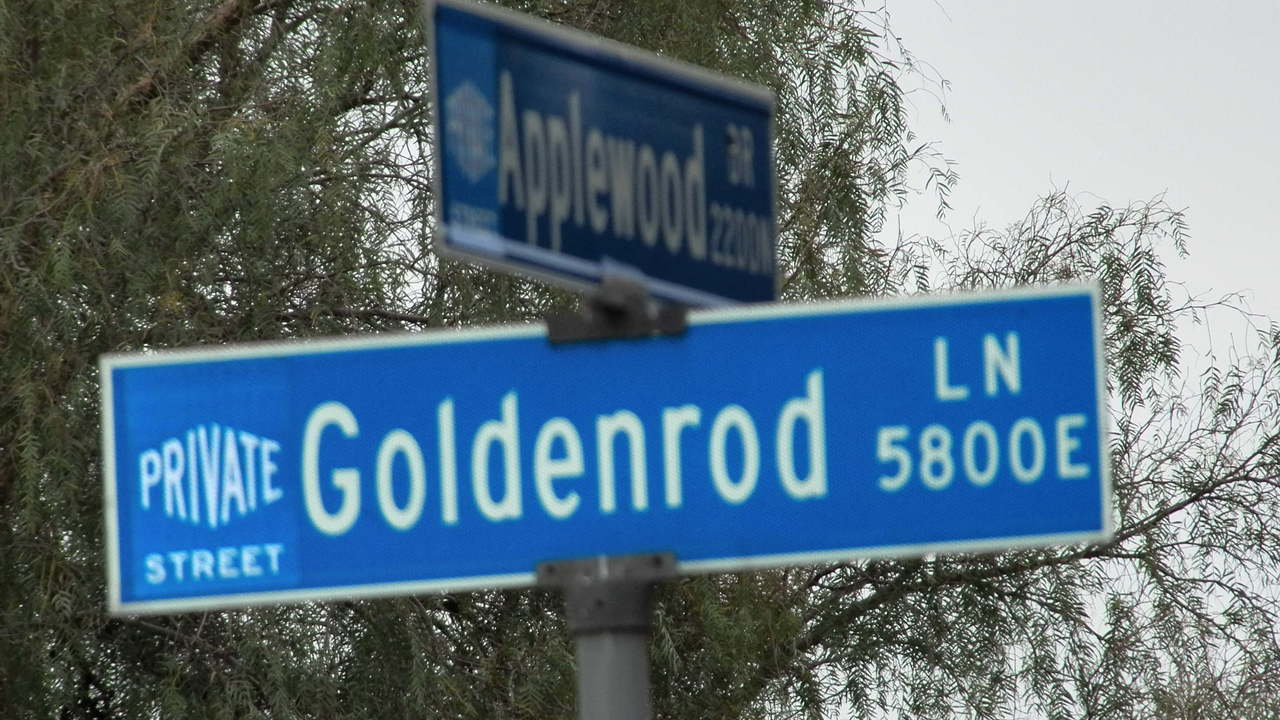 Applewood DR
2200N
PRIVATE
STREET
Goldenrod LN
5800E